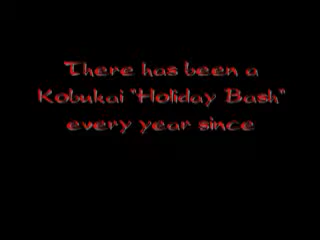 There has been a
Kobukai "Holiday Bash"
every year since